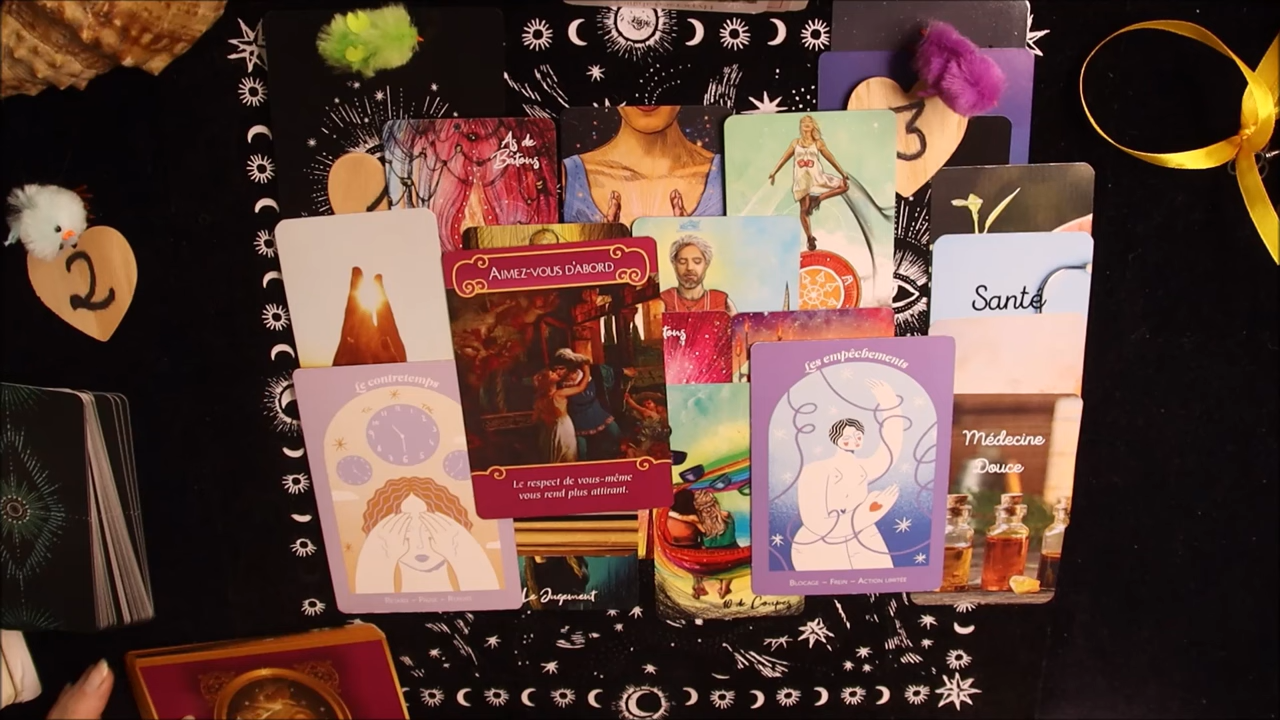 As de
Bâtons
3
2
AIMEZ-VOUS D'ABORD
Santé
Les empêchements
Le contretemps
Médecine
Douce
Le respect de vous-même
vous rend plus attirant.
BLOCAGE – FREIN – ACTION LIMITÉE
Le Jugement
10 de Coupes